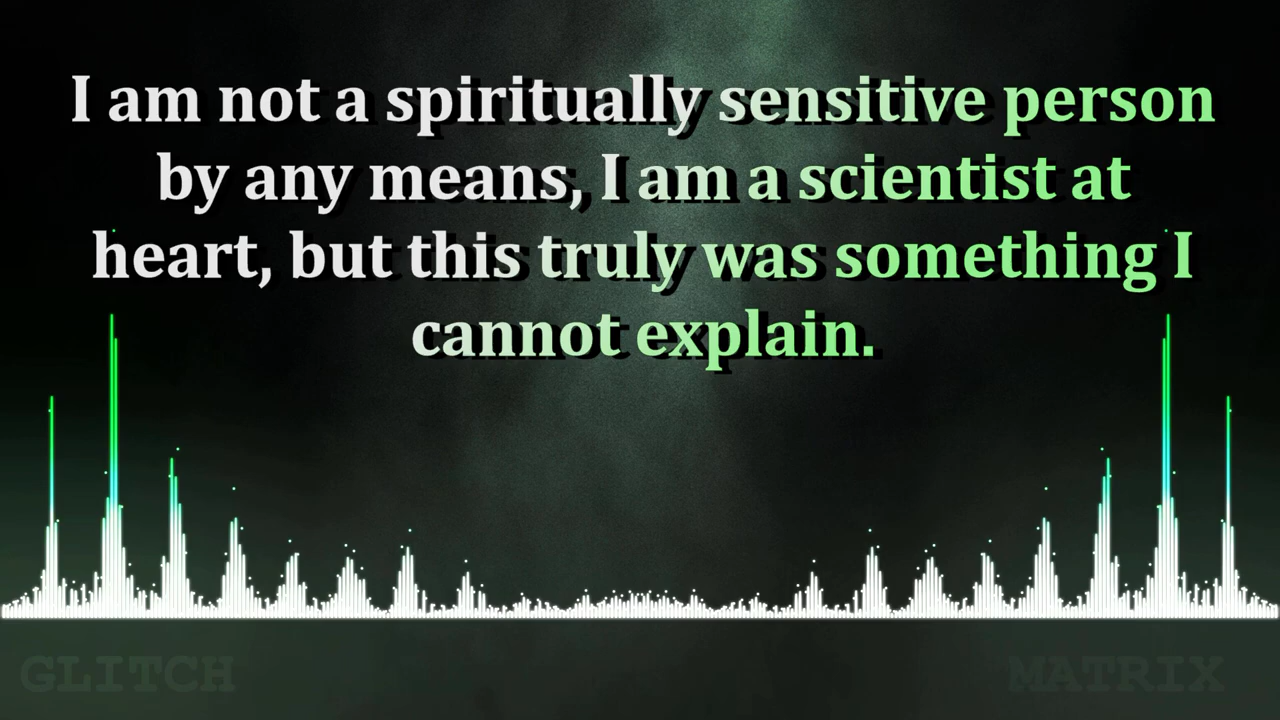 I am not a spiritually sensitive person
by any means, I am a scientist at
heart, but this truly was something I
cannot explain.
GLITCH MATRIX